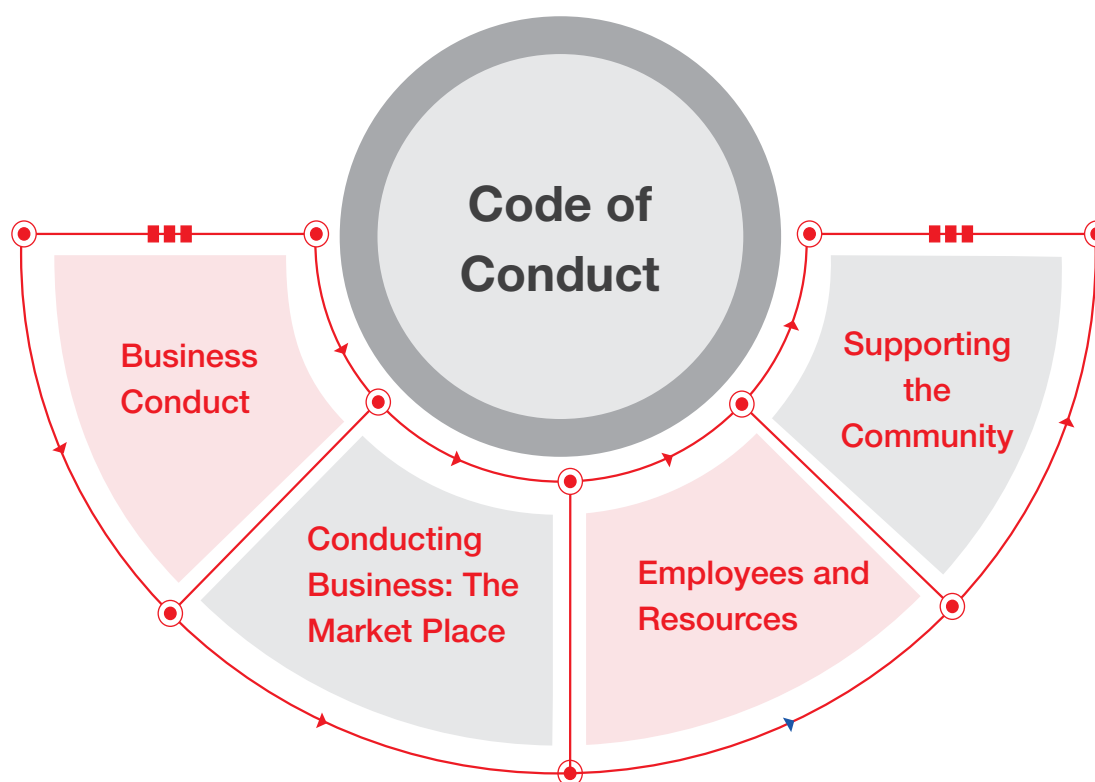 Code of
Conduct
Business
Conduct
Conducting
Business: The
Market Place
Employees and
Resources
Supporting
the
Community